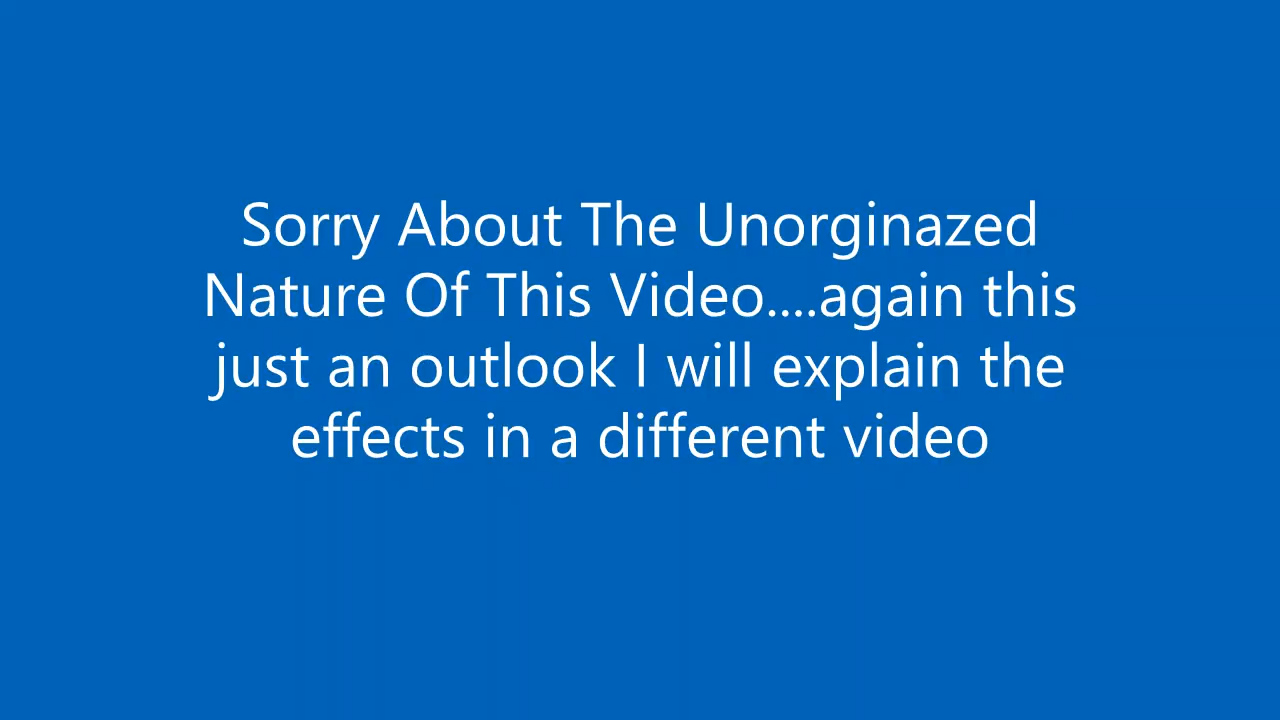 Sorry About The Unorginazed
Nature Of This Video....again this
just an outlook I will explain the
effects in a different video